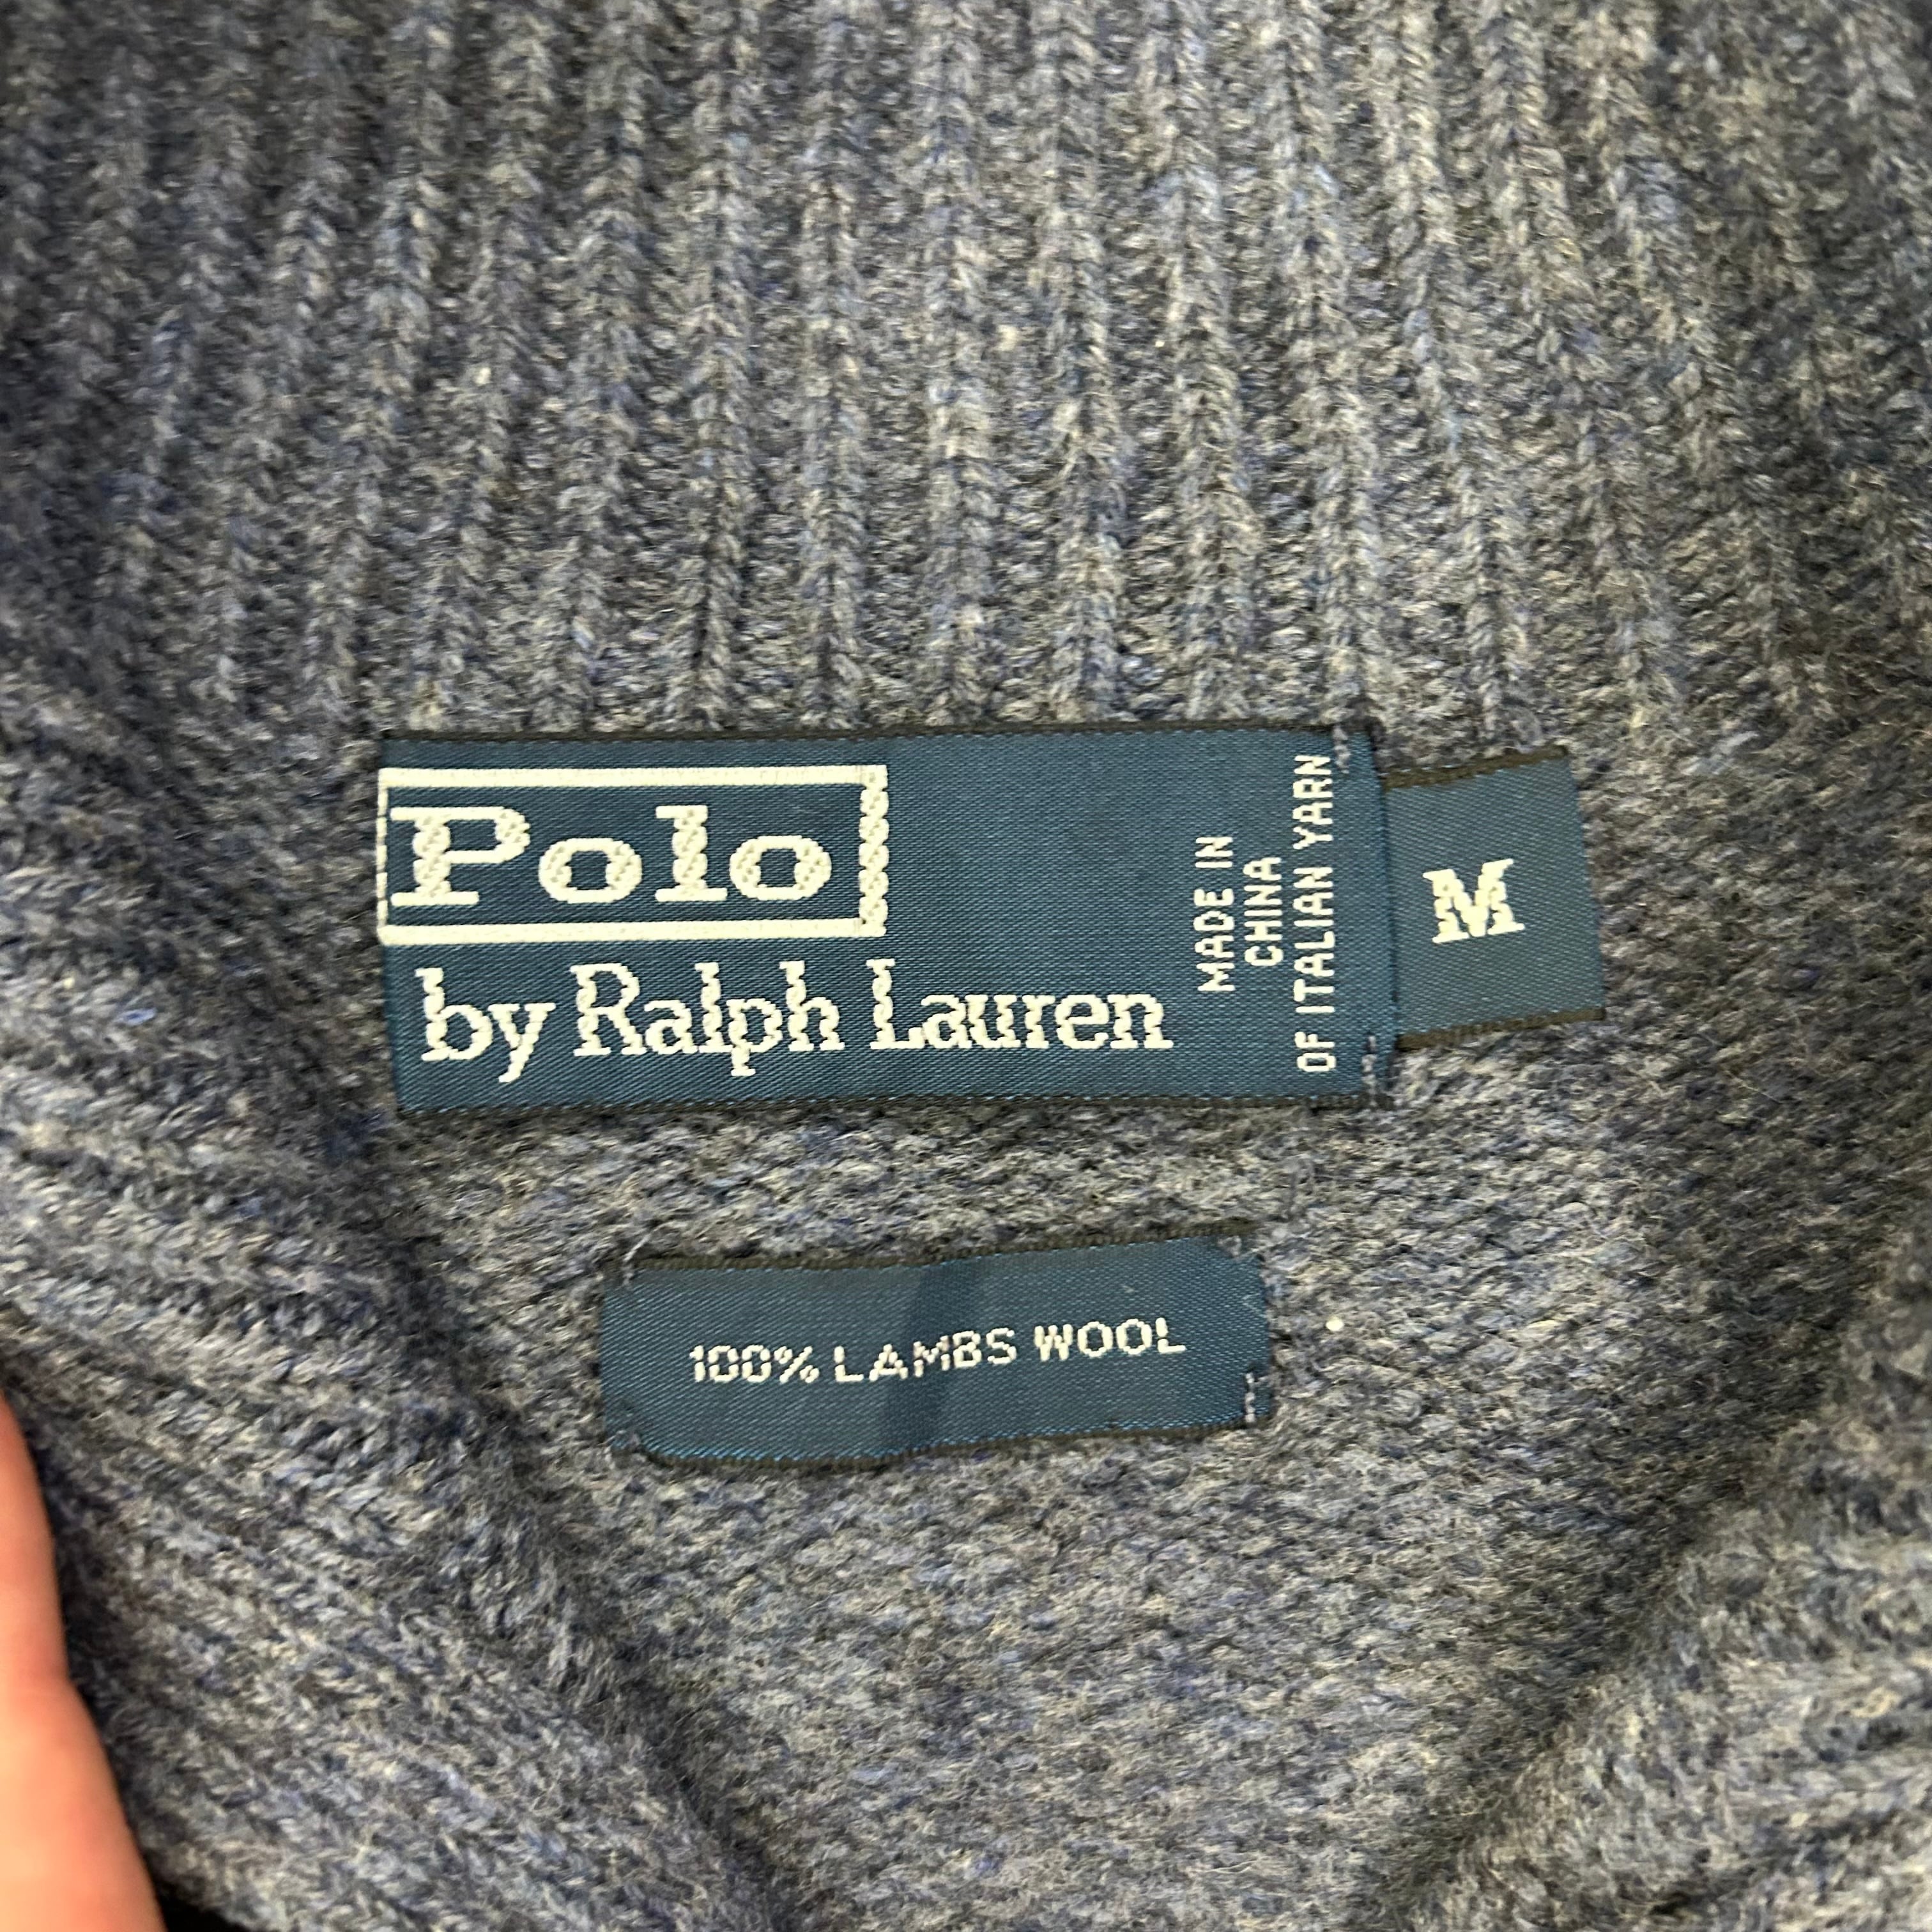 Polo
by Ralph Lauren
MADE IN
CHINA
OF ITALIAN YARN
M
100% LAMBS WOOL